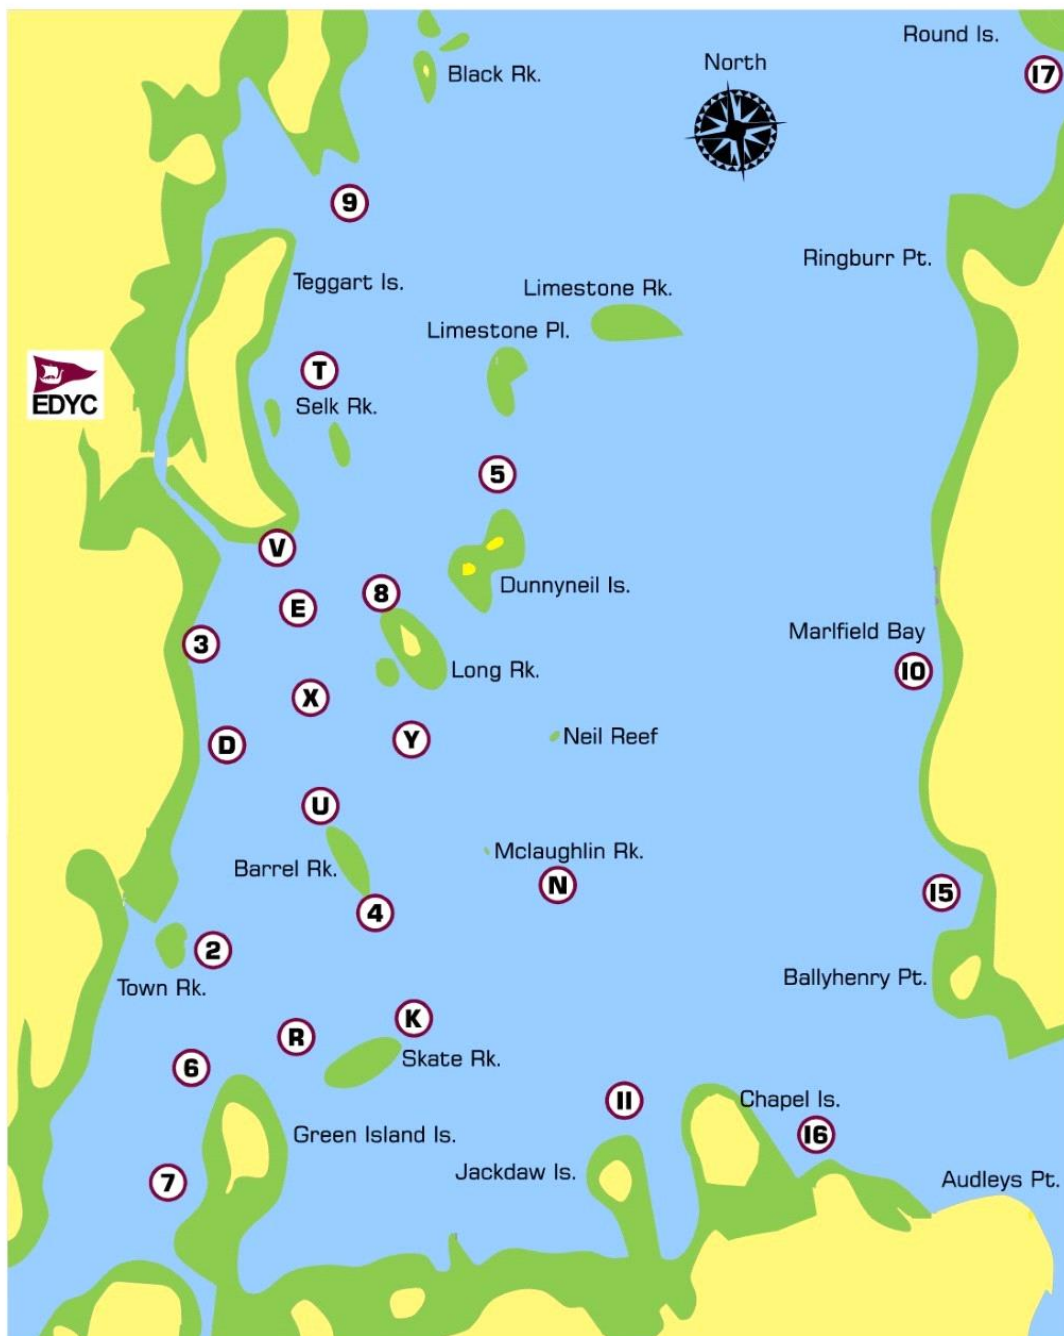 Round Is.
North
Black Rk.
17
9
Ringburr Pt.
Teggart Is.
Limestone Rk.
Limestone Pl.
T
EDYC
Selk Rk.
5
V
Dunnyneil Is.
8
E
Marlfield Bay
3
Long Rk.
10
X
Neil Reef
Y
D
U
Mclaughlin Rk.
Barrel Rk.
N
15
4
2
Ballyhenry Pt.
Town Rk.
K
R
Skate Rk.
6
11
Chapel Is.
Green Island Is.
16
Jackdaw Is.
7
Audleys Pt.